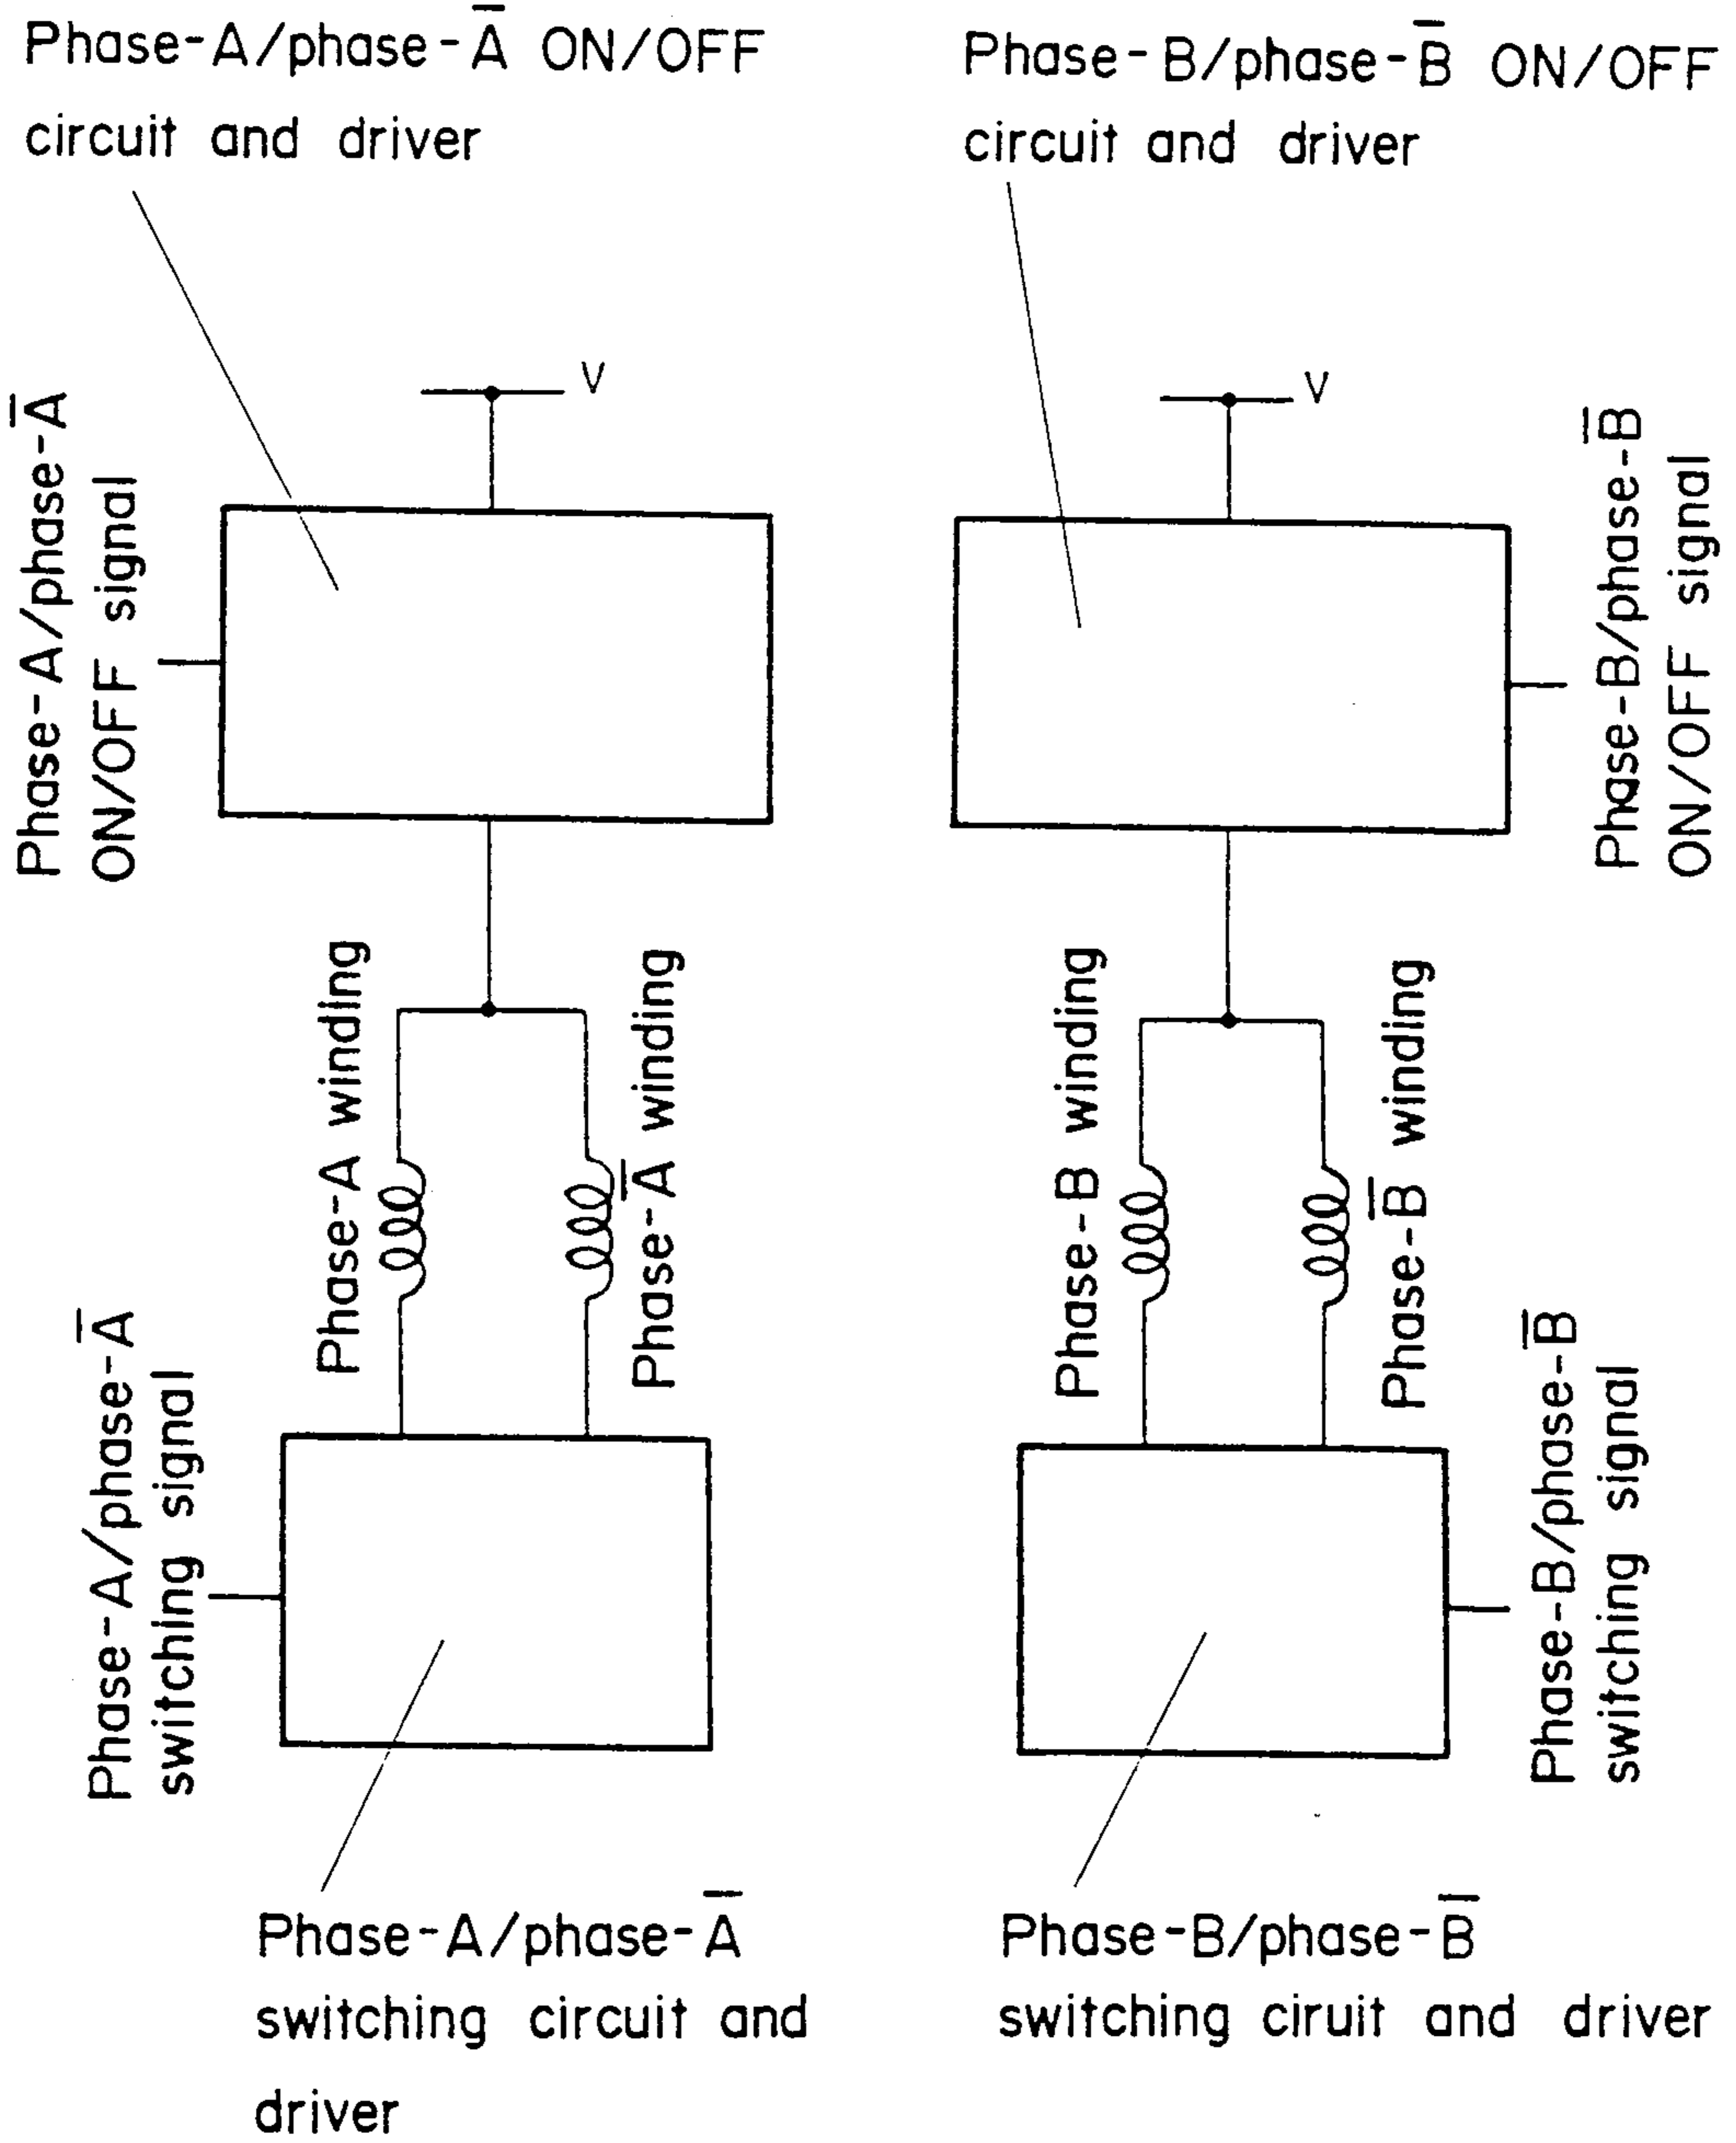 Phase-A/phase-A̅ ON/OFF
circuit and driver
Phase-B/phase-B̅ ON/OFF
circuit and driver
V
V
Phase-A/phase-A̅
ON/OFF signal
Phase-B/phase-B̅
ON/OFF signal
Phase-A winding
Phase-A̅ winding
Phase-B winding
Phase-B̅ winding
Phase-A/phase-A̅
switching signal
Phase-B/phase-B̅
switching signal
Phase-A/phase-A̅
switching circuit and
driver
Phase-B/phase-B̅
switching ciruit and driver